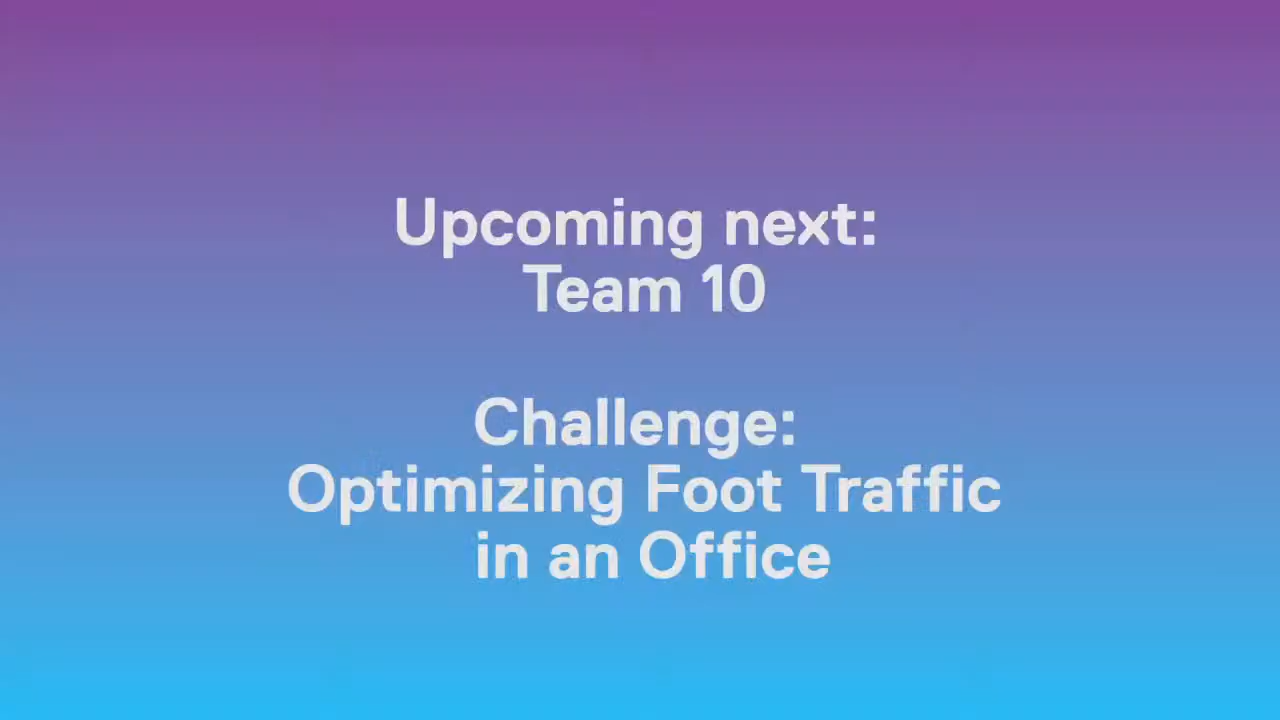 Upcoming next:
Team 10
Challenge:
Optimizing Foot Traffic
in an Office